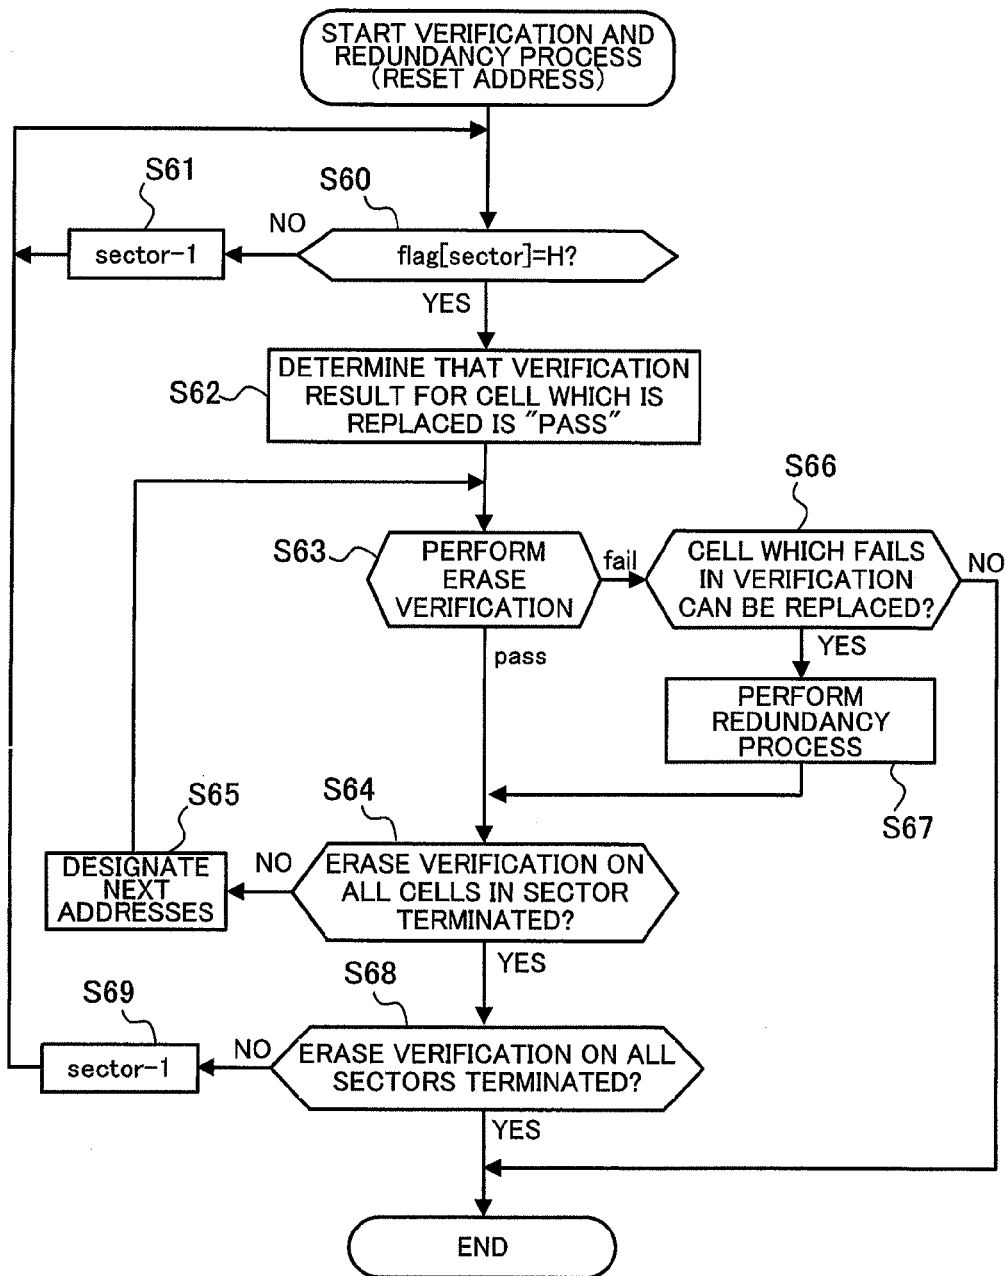 START VERIFICATION AND
REDUNDANCY PROCESS
(RESET ADDRESS)
S61
S60
NO
sector-1
flag[sector]=H?
YES
S62
DETERMINE THAT VERIFICATION
RESULT FOR CELL WHICH IS
REPLACED IS "PASS"
S66
S63
PERFORM
ERASE
VERIFICATION
fail
CELL WHICH FAILS
IN VERIFICATION
CAN BE REPLACED?
NO
pass
YES
PERFORM
REDUNDANCY
PROCESS
S67
S65
S64
DESIGNATE
NEXT
ADDRESSES
NO
ERASE VERIFICATION ON
ALL CELLS IN SECTOR
TERMINATED?
YES
S69
S68
sector-1
NO
ERASE VERIFICATION ON ALL
SECTORS TERMINATED?
YES
END